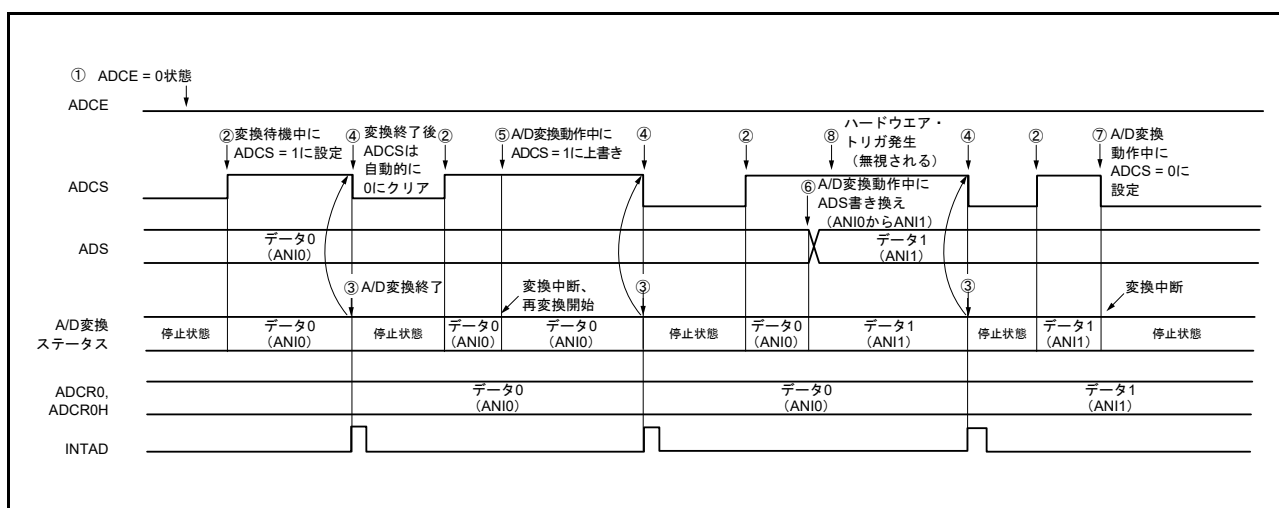 ① ADCE = 0状態
ADCE
②変換待機中に
ADCS = 1に設定
④ 変換終了後
ADCSは
自動的に
0にクリア
②
⑤A/D変換動作中に
ADCS = 1に上書き
④
②
⑧ ハードウエア・
トリガ発生
(無視される)
④
②
⑦ A/D変換
動作中に
ADCS = 0に
設定
ADCS
⑥A/D変換動作中に
ADS書き換え
(ANI0からANI1)
ADS
データ0
(ANI0)
データ1
(ANI1)
③A/D変換終了
変換中断、
再変換開始
③
③
変換中断
A/D変換
ステータス
停止状態
データ0
(ANI0)
停止状態
データ0
(ANI0)
データ0
(ANI0)
停止状態
データ0
(ANI0)
データ1
(ANI1)
停止状態
データ1
(ANI1)
停止状態
ADCR0,
ADCR0H
データ0
(ANI0)
データ0
(ANI0)
データ1
(ANI1)
INTAD